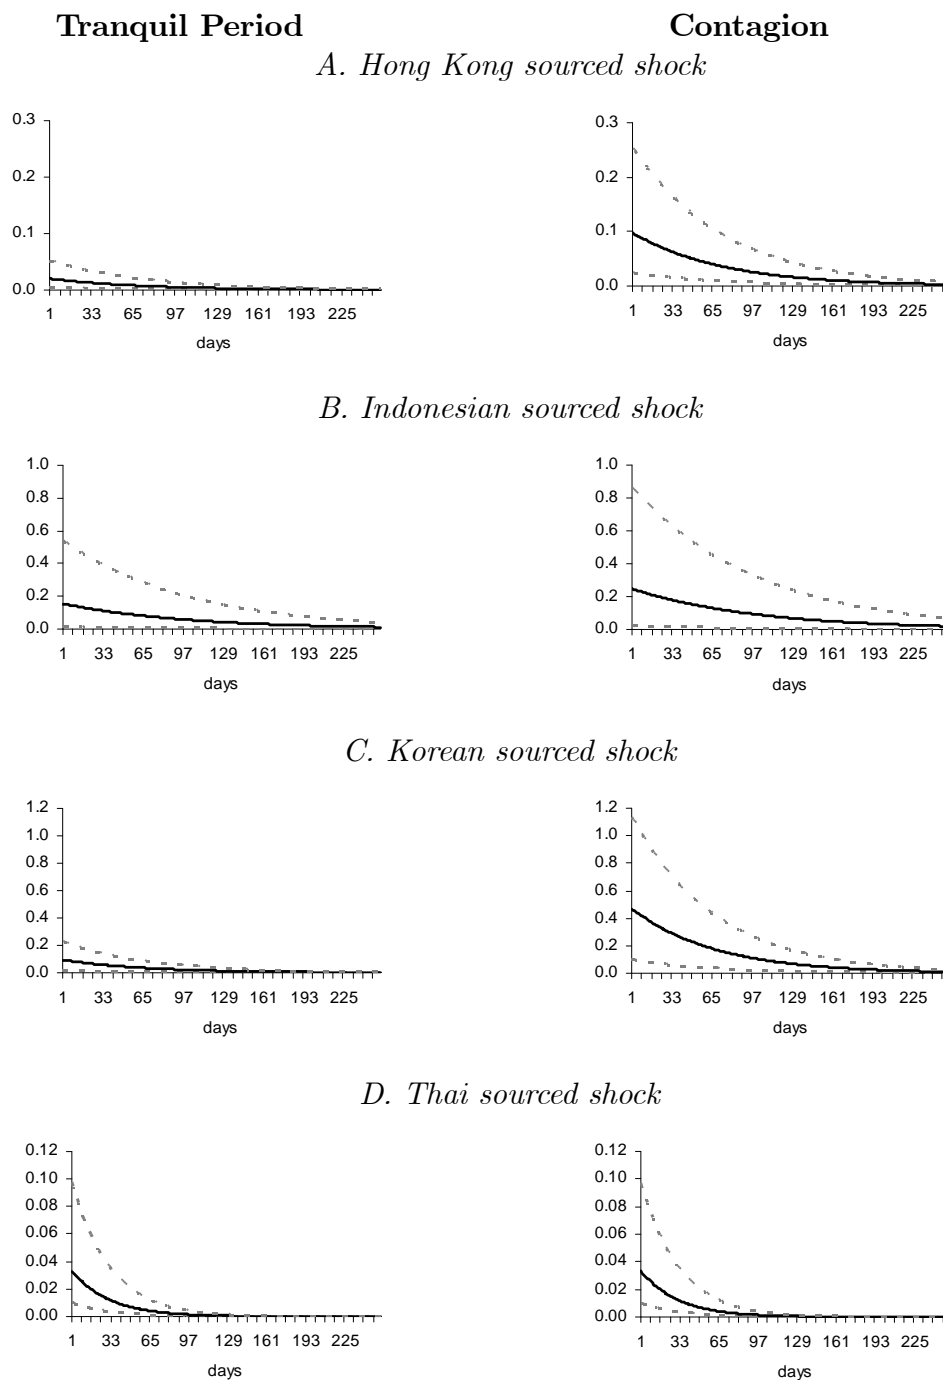 Tranquil Period Contagion
A. Hong Kong sourced shock
0.3 0.3
0.2 0.2
0.1 0.1
0.0 0.0
1 33 65 97 129 161 193 225 1 33 65 97 129 161 193 225
days days
B. Indonesian sourced shock
1.0 1.0
0.8 0.8
0.6 0.6
0.4 0.4
0.2 0.2
0.0 0.0
1 33 65 97 129 161 193 225 1 33 65 97 129 161 193 225
days days
C. Korean sourced shock
1.2 1.2
1.0 1.0
0.8 0.8
0.6 0.6
0.4 0.4
0.2 0.2
0.0 0.0
1 33 65 97 129 161 193 225 1 33 65 97 129 161 193 225
days days
D. Thai sourced shock
0.12 0.12
0.10 0.10
0.08 0.08
0.06 0.06
0.04 0.04
0.02 0.02
0.00 0.00
1 33 65 97 129 161 193 225 1 33 65 97 129 161 193 225
days days